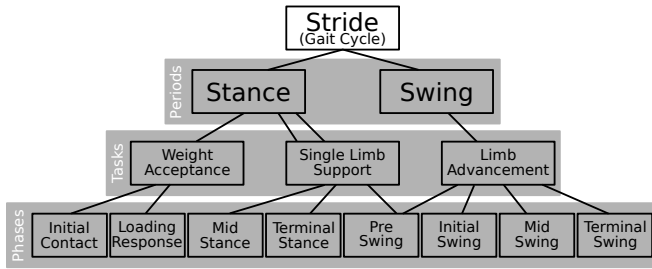 Stride
(Gait Cycle)
Periods
Stance
Swing
Tasks
Weight
Acceptance
Single Limb
Support
Limb
Advancement
Phases
Initial
Contact
Loading
Response
Mid
Stance
Terminal
Stance
Pre
Swing
Initial
Swing
Mid
Swing
Terminal
Swing